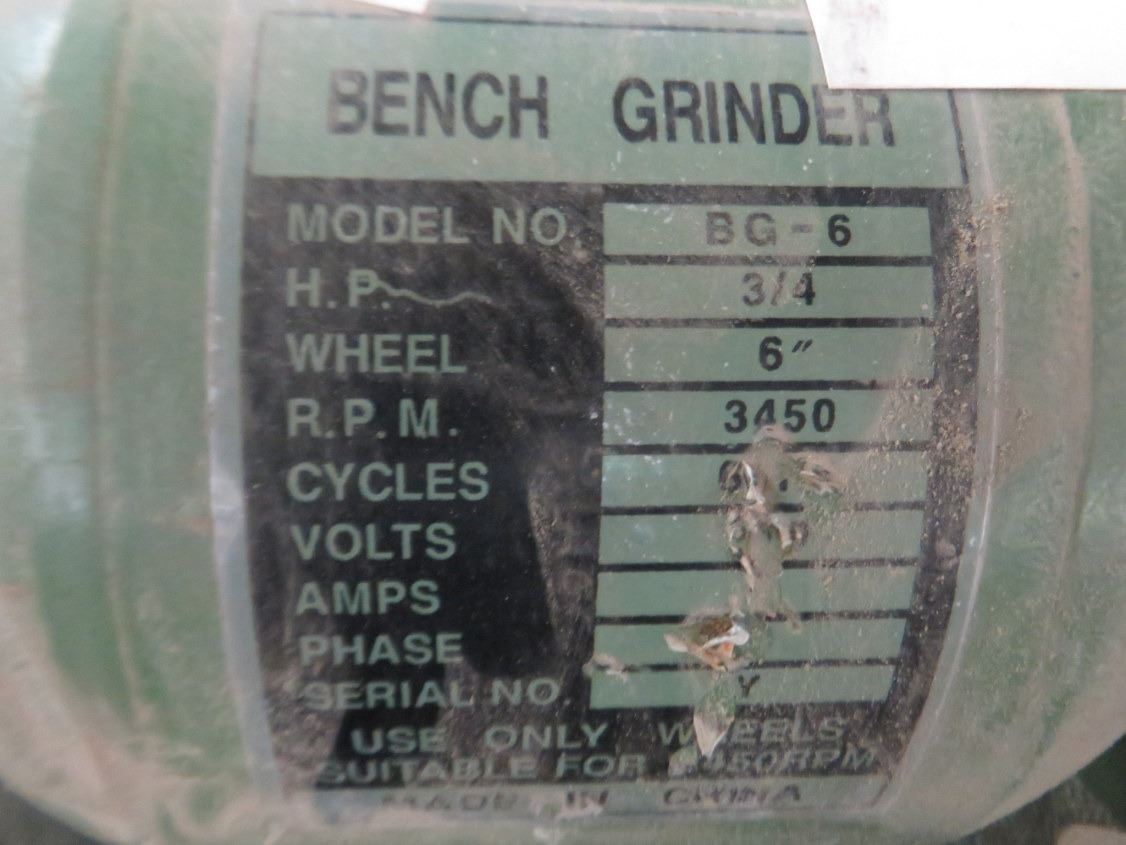 BENCH GRINDER
MODEL NO. BG-6
H.P. 3/4
WHEEL 6"
R.P.M. 3450
CYCLES
VOLTS
AMPS
PHASE
SERIAL NO. Y
USE ONLY WHEELS
SUITABLE FOR 3450RPM
MADE IN CHINA